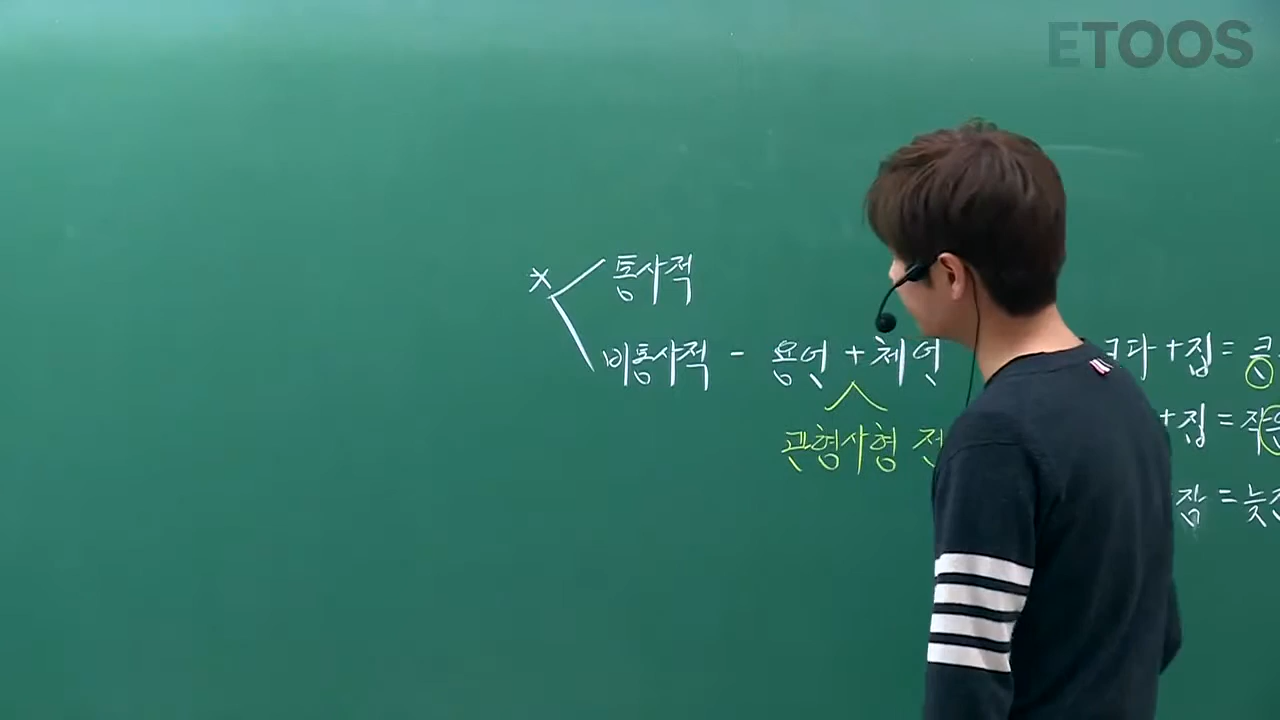 ETOOS
* 통사적
비통사적 - 용언 + 체언 크다 + 집 = 큰
관형사형 전 + 집 = 작은
잠 = 늦잠